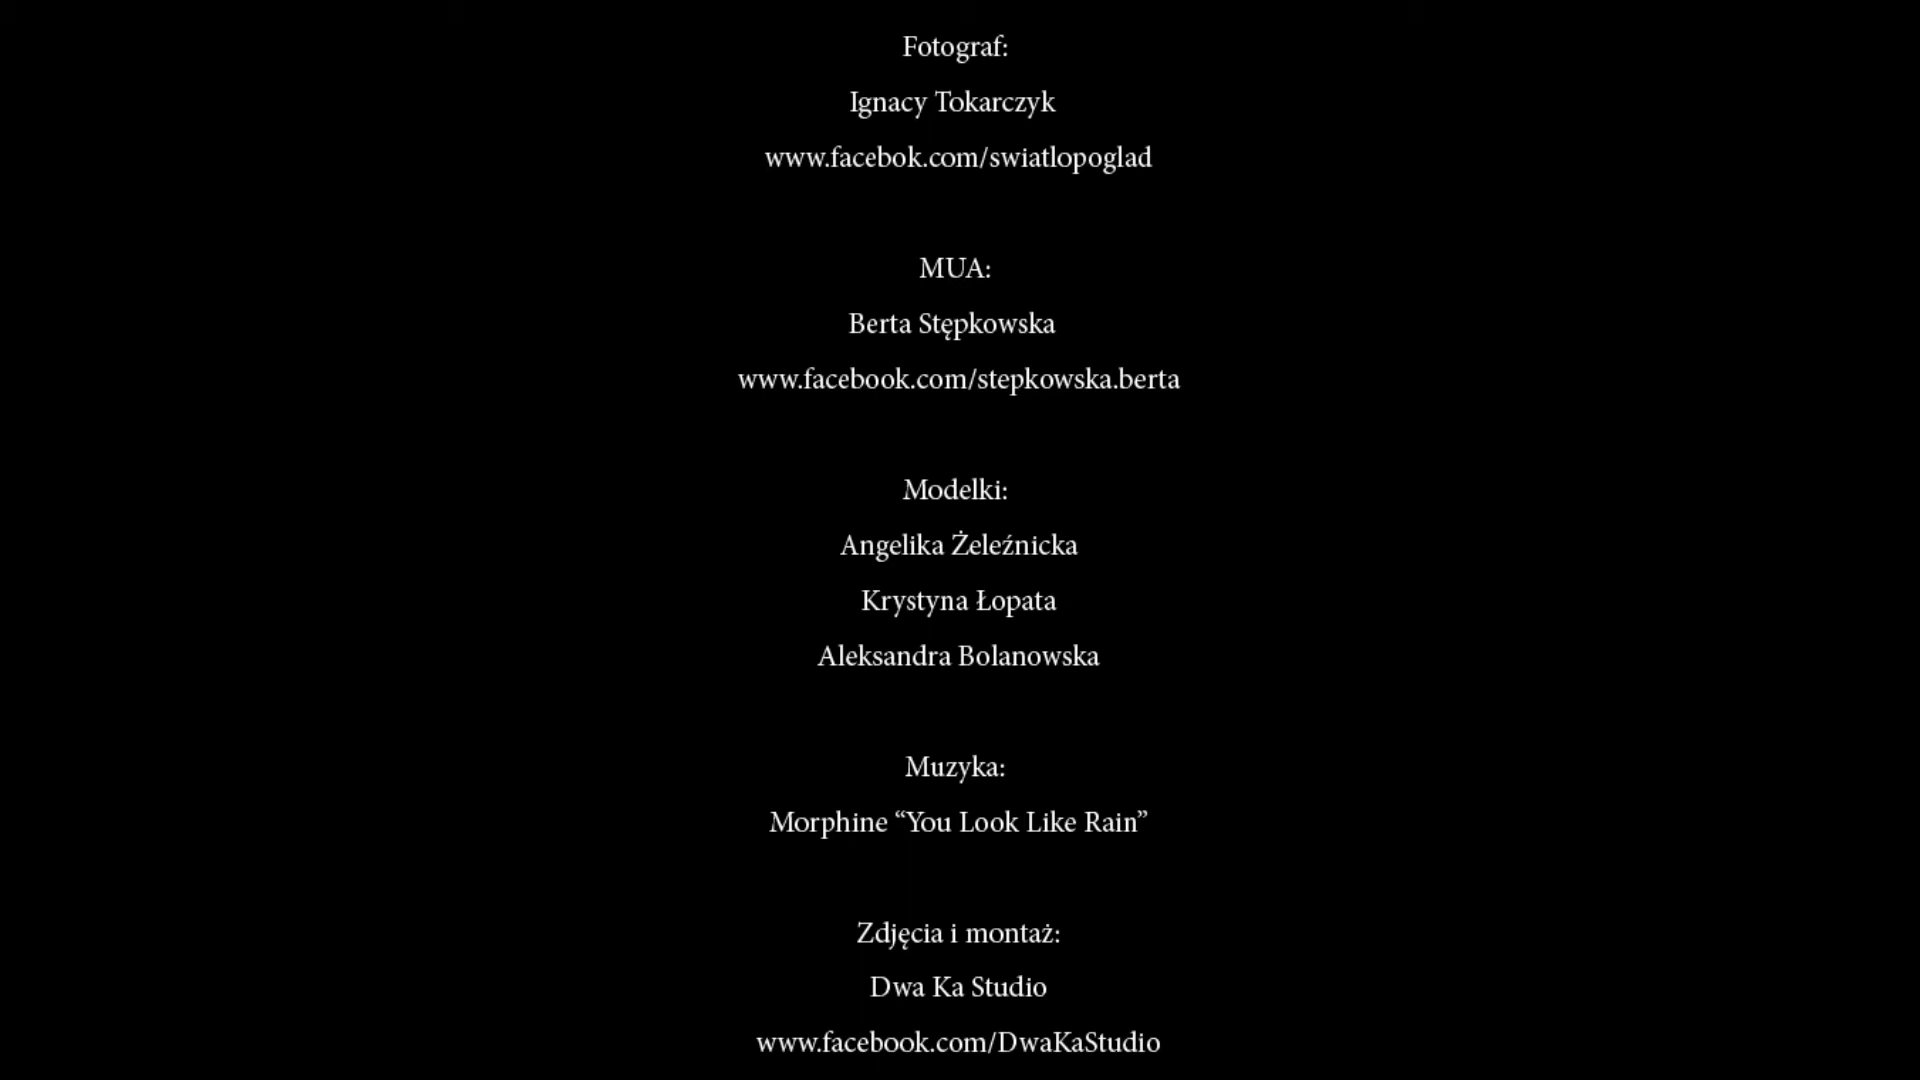 Fotograf:
Ignacy Tokarczyk
www.facebok.com/swiatlopoglad
MUA:
Berta Stępkowska
www.facebook.com/stepkowska.berta
Modelki:
Angelika Żeleźnicka
Krystyna Łopata
Aleksandra Bolanowska
Muzyka:
Morphine “You Look Like Rain”
Zdjęcia i montaż:
Dwa Ka Studio
www.facebook.com/DwaKaStudio